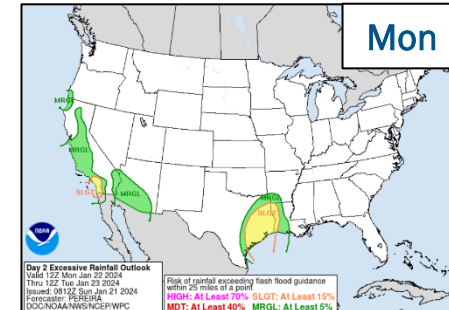 Mon
MRGL
MRGL
SLGT
MRGL
MRGL
SLGT
NOAA
Day 2 Excessive Rainfall Outlook
Valid 12Z Mon Jan 22 2024
Thru 12Z Tue Jan 23 2024
Issued: 0812Z Sun Jan 21 2024
Forecaster: PEREIRA
DOC/NOAA/NWS/NCEP/WPC
Risk of rainfall exceeding flash flood guidance
within 25 miles of a point
HIGH: At Least 70% SLGT: At Least 15%
MDT: At Least 40% MRGL: At Least 5%